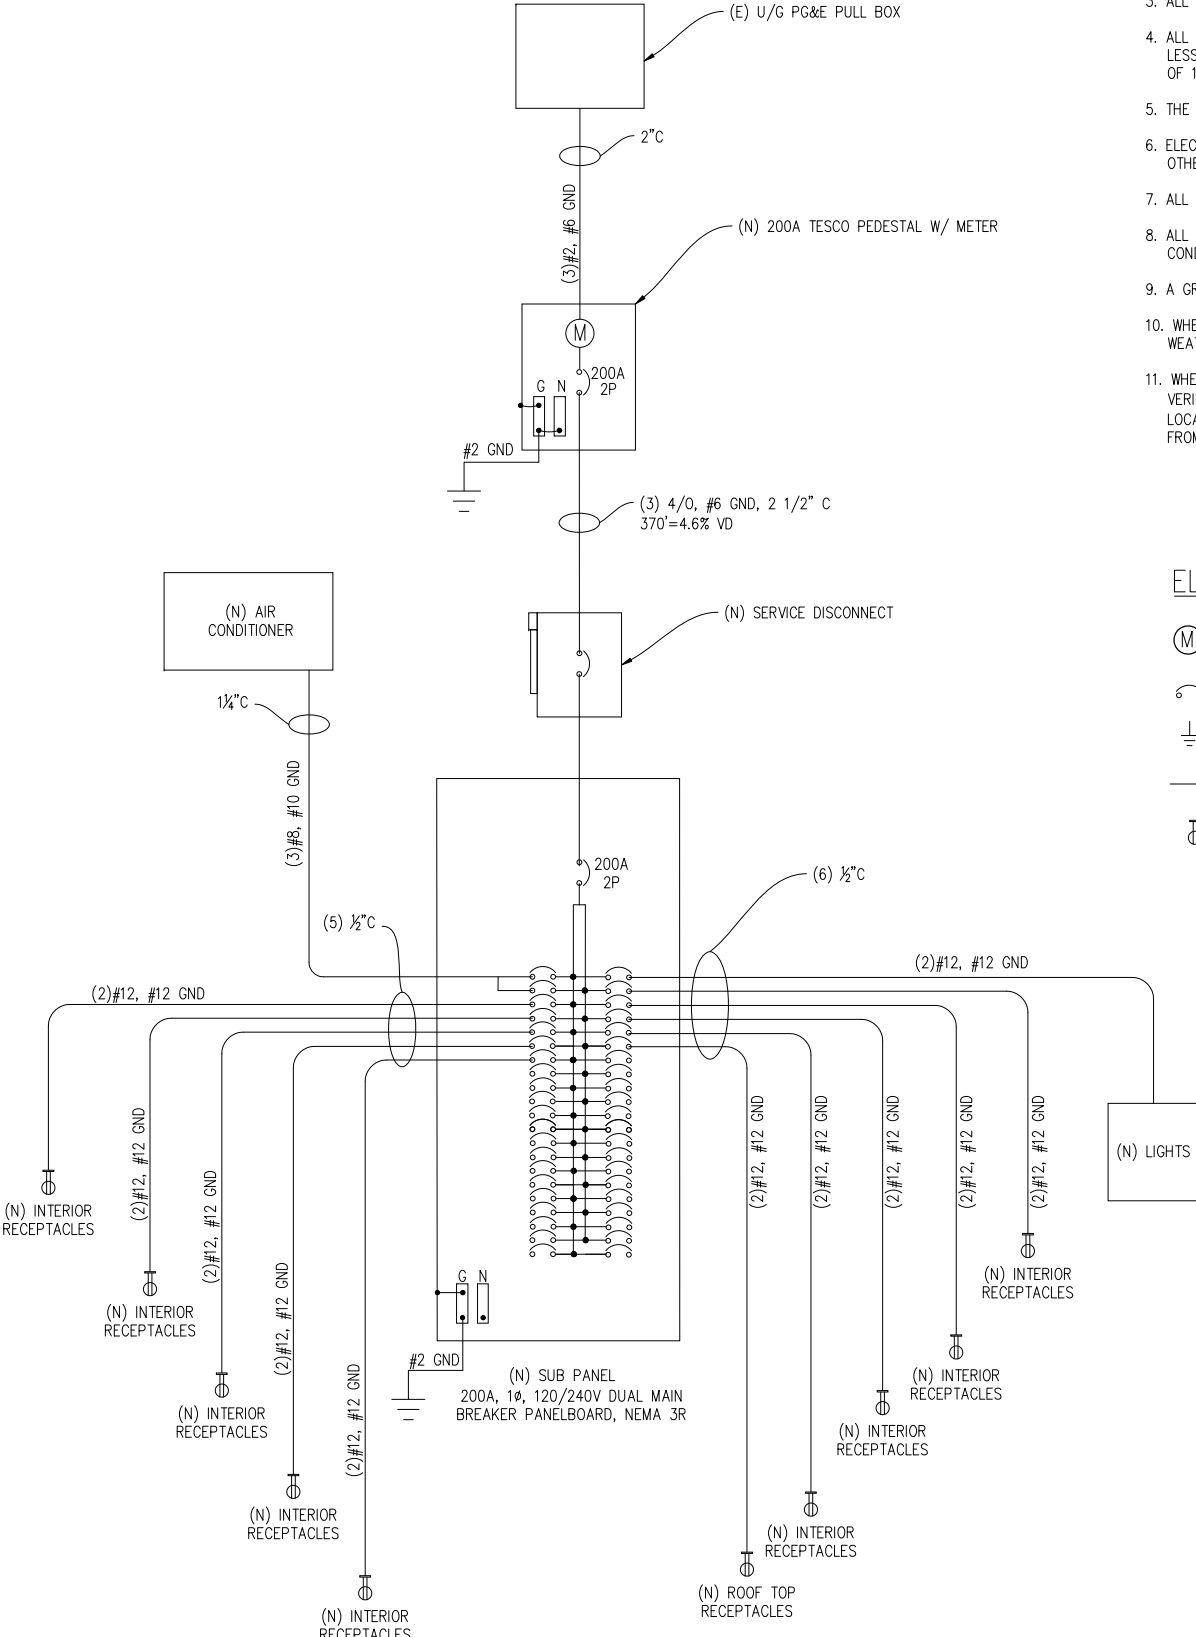 (E) U/G PG&E PULL BOX
2"C
(3)#2, #6 GND
(N) 200A TESCO PEDESTAL W/ METER
M
200A
2P
G N
#2 GND
(3) 4/0, #6 GND, 2 1/2" C
370'=4.6% VD
(N) AIR
CONDITIONER
(N) SERVICE DISCONNECT
1¼"C
(3)#8, #10 GND
200A
2P
(5) ½"C
(6) ½"C
(2)#12, #12 GND
(2)#12, #12 GND
(2)#12, #12 GND
(2)#12, #12 GND
(2)#12, #12 GND
(2)#12, #12 GND
(2)#12, #12 GND
(2)#12, #12 GND
(2)#12, #12 GND
(2)#12, #12 GND
(2)#12, #12 GND
(N) LIGHTS
(N) INTERIOR
RECEPTACLES
(N) INTERIOR
RECEPTACLES
(N) INTERIOR
RECEPTACLES
(N) INTERIOR
RECEPTACLES
(N) INTERIOR
RECEPTACLES
G N
#2 GND
(N) SUB PANEL
200A, 1ø, 120/240V DUAL MAIN
BREAKER PANELBOARD, NEMA 3R
(N) ROOF TOP
RECEPTACLES
(N) INTERIOR
RECEPTACLES
(N) INTERIOR
RECEPTACLES
(N) INTERIOR
RECEPTACLES
(N) INTERIOR
RECEPTACLES
3. ALL
4. ALL
LESS
OF 1
5. THE
6. ELEC
OTHE
7. ALL
8. ALL
COND
9. A GR
10. WHE
WEAT
11. WHE
VERI
LOCA
FROM
EL
M